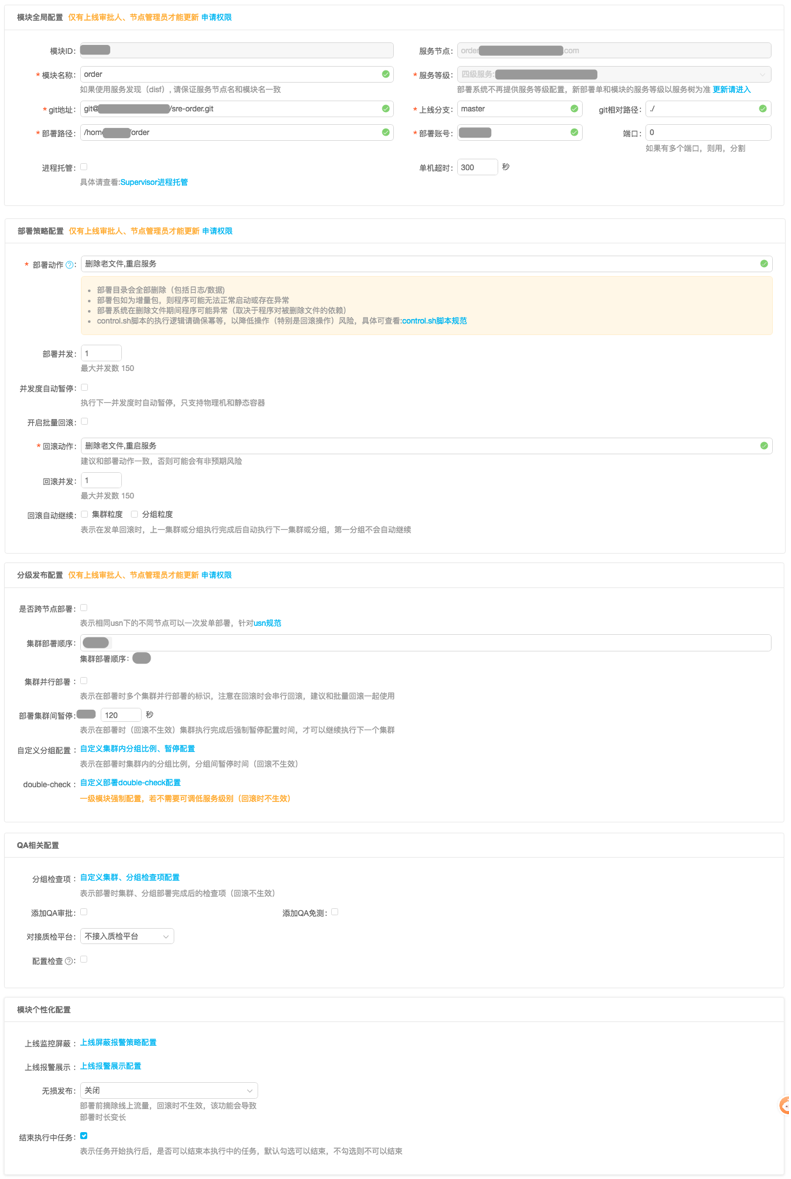 模块全局配置 仅有上线审批人、节点管理员才能更新 申请权限
模块ID:
服务节点: order com
* 模块名称: order
* 服务等级: 四级服务:
如果使用服务发现（disf）, 请保证服务节点名和模块名一致
部署系统不再提供服务等级配置，新部署单和模块的服务等级以服务树为准 更新请进入
* git地址: git@ /sre-order.git
* 上线分支: master
git相对路径: ./
* 部署路径: /hom /order
* 部署账号:
端口: 0
如果有多个端口，则用，分割
进程托管:
单机超时: 300 秒
具体请查看:Supervisor进程托管
部署策略配置 仅有上线审批人、节点管理员才能更新 申请权限
* 部署动作 ?: 删除老文件,重启服务
• 部署目录会全部删除（包括日志/数据)
• 部署包如为增量包，则程序可能无法正常启动或存在异常
• 部署系统在删除文件期间程序可能异常（取决于程序对被删除文件的依赖）
• control.sh脚本的执行逻辑请确保幂等，以降低操作（特别是回滚操作）风险，具体可查看:control.sh脚本规范
部署并发: 1
最大并发数 150
并发度自动暂停:
执行下一并发度时自动暂停，只支持物理机和静态容器
开启批量回滚:
* 回滚动作: 删除老文件,重启服务
建议和部署动作一致，否则可能会有非预期风险
回滚并发: 1
最大并发数 150
回滚自动继续: 集群粒度 分组粒度
表示在发单回滚时，上一集群或分组执行完成后自动执行下一集群或分组，第一分组不会自动继续
分级发布配置 仅有上线审批人、节点管理员才能更新 申请权限
是否跨节点部署:
表示相同usn下的不同节点可以一次发单部署，针对usn规范
集群部署顺序:
集群部署顺序:
集群并行部署 :
表示在部署时多个集群并行部署的标识，注意在回滚时会串行回滚，建议和批量回滚一起使用
部署集群间暂停: 120 秒
表示在部署时（回滚不生效）集群执行完成后强制暂停配置时间，才可以继续执行下一个集群
自定义分组配置 : 自定义集群内分组比例、暂停配置
表示在部署时集群内的分组比例，分组间暂停时间（回滚不生效）
double-check : 自定义部署double-check配置
一级模块强制配置，若不需要可调低服务级别（回滚时不生效）
QA相关配置
分组检查项 : 自定义集群、分组检查项配置
表示部署时集群、分组部署完成后的检查项（回滚不生效）
添加QA审批:
添加QA免测:
对接质检平台: 不接入质检平台
配置检查 ?:
模块个性化配置
上线监控屏蔽 : 上线屏蔽报警策略配置
上线报警展示 : 上线报警展示配置
无损发布: 关闭
部署前摘除线上流量，回滚时不生效，该功能会导致
部署时长变长
结束执行中任务:
表示任务开始执行后，是否可以结束本执行中的任务，默认勾选可以结束，不勾选则不可以结束